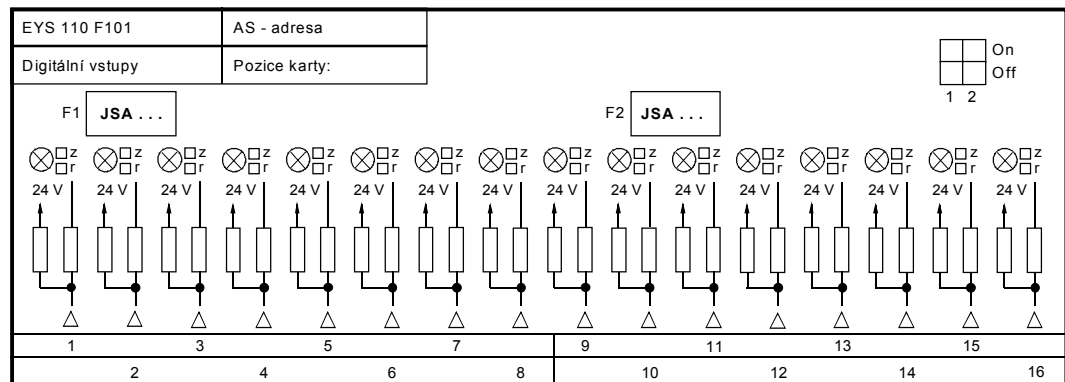 EYS 110 F101 AS - adresa
Digitální vstupy Pozice karty:
On
Off
1 2
F1 JSA . . . F2 JSA . . .
z z z z z z z z z z z z z z z z
r r r r r r r r r r r r r r r r
24 V 24 V 24 V 24 V 24 V 24 V 24 V 24 V 24 V 24 V 24 V 24 V 24 V 24 V 24 V 24 V
1 3 5 7 9 11 13 15
2 4 6 8 10 12 14 16